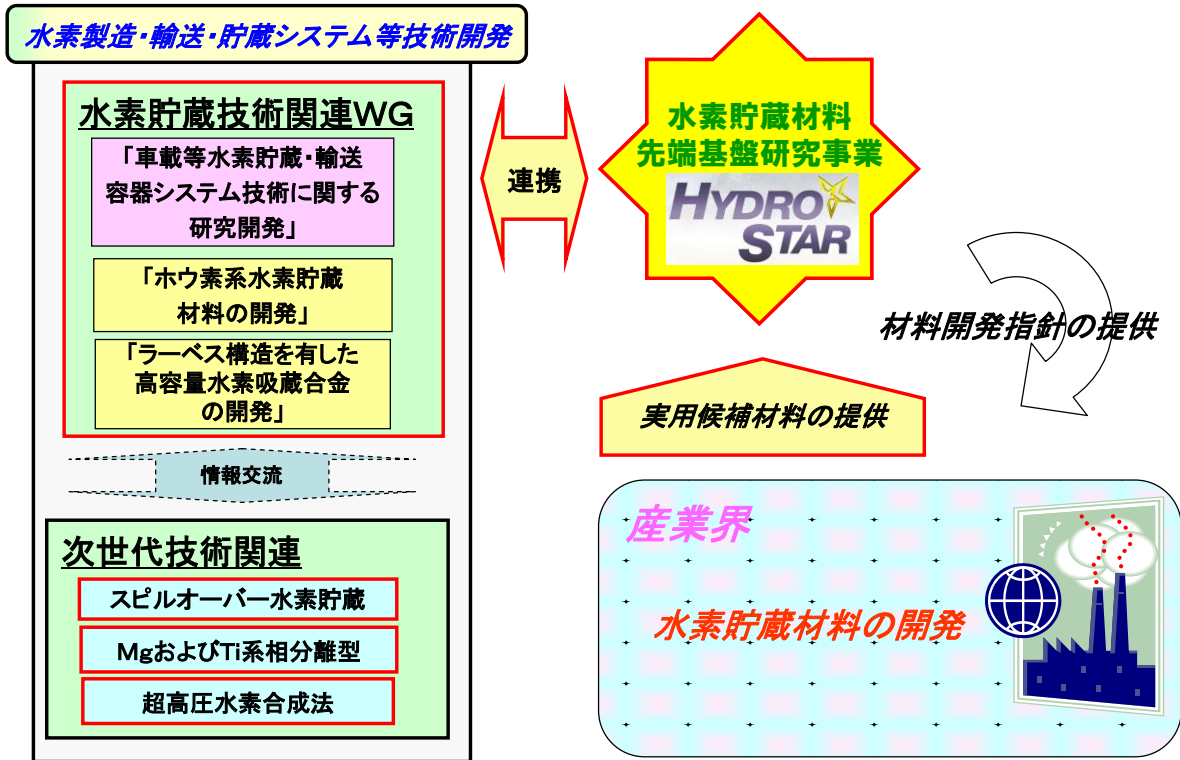 水素製造・輸送・貯蔵システム等技術開発
水素貯蔵技術関連WG
「車載等水素貯蔵・輸送
容器システム技術に関する
研究開発」
「ホウ素系水素貯蔵
材料の開発」
「ラーベス構造を有した
高容量水素吸蔵合金
の開発」
情報交流
次世代技術関連
スピルオーバー水素貯蔵
MgおよびTi系相分離型
超高圧水素合成法
連携
水素貯蔵材料
先端基盤研究事業
HYDRO
STAR
材料開発指針の提供
実用候補材料の提供
産業界
水素貯蔵材料の開発